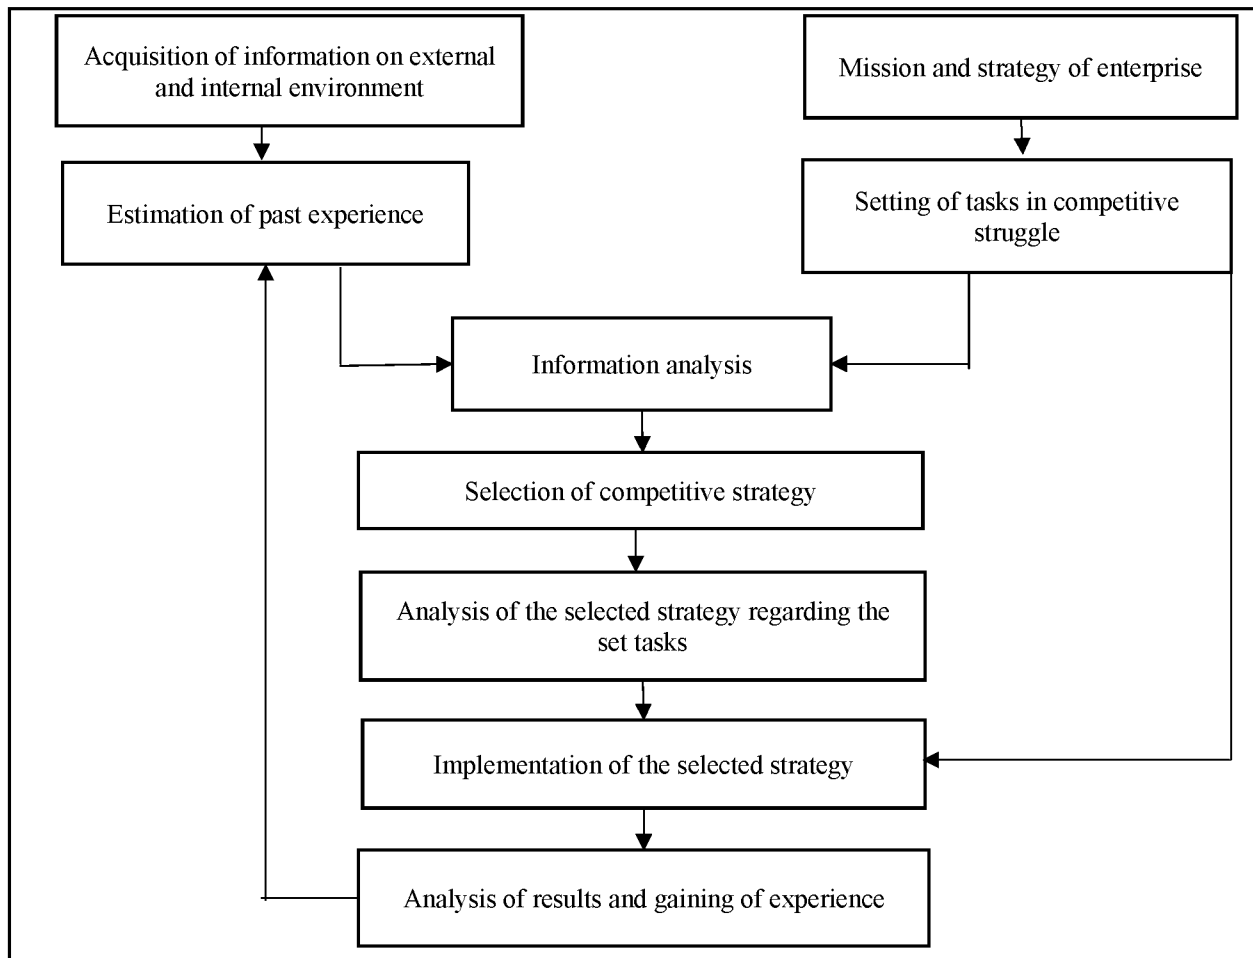 Acquisition of information on external
and internal environment
Mission and strategy of enterprise
Estimation of past experience
Setting of tasks in competitive
struggle
Information analysis
Selection of competitive strategy
Analysis of the selected strategy regarding the
set tasks
Implementation of the selected strategy
Analysis of results and gaining of experience